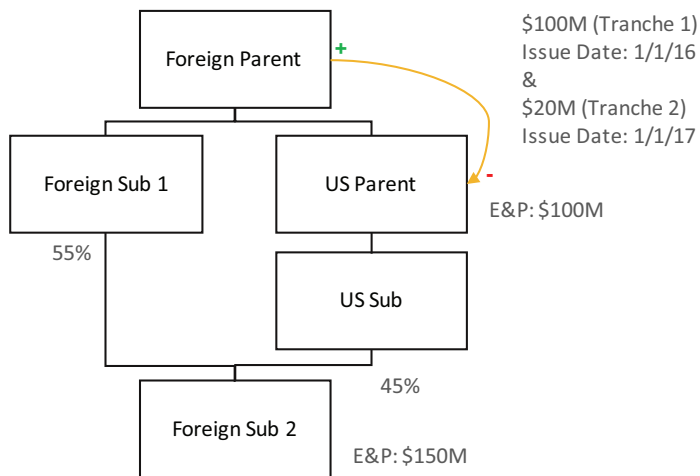 $100M (Tranche 1)
Issue Date: 1/1/16
&
$20M (Tranche 2)
Issue Date: 1/1/17
+
Foreign Parent
Foreign Sub 1
US Parent
-
E&P: $100M
55%
US Sub
45%
Foreign Sub 2
E&P: $150M